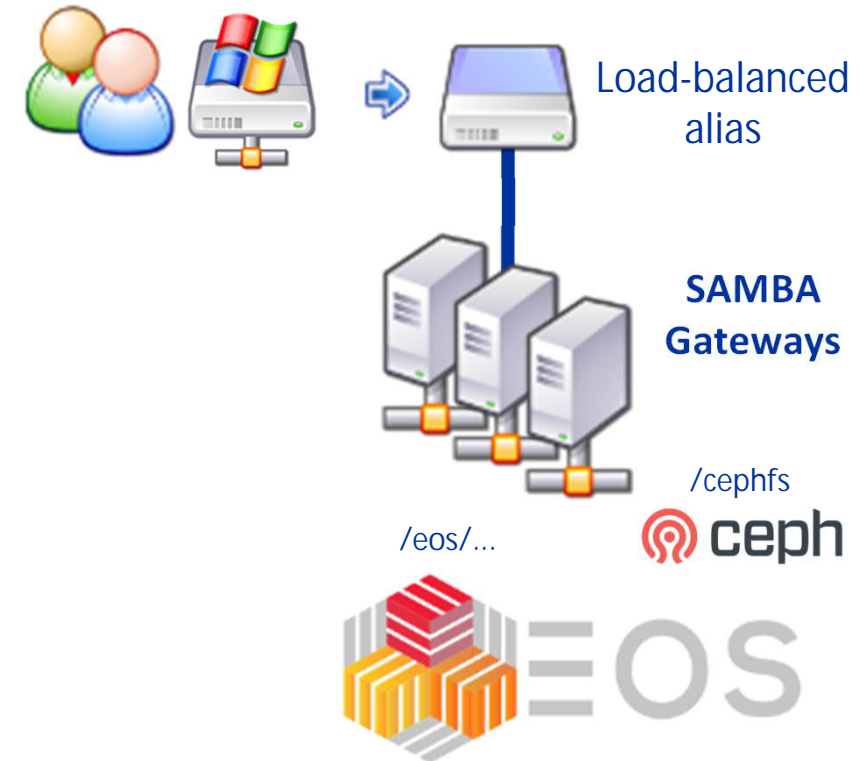 Load-balanced
alias
SAMBA
Gateways
/cephfs
ceph
/eos/...
EOS